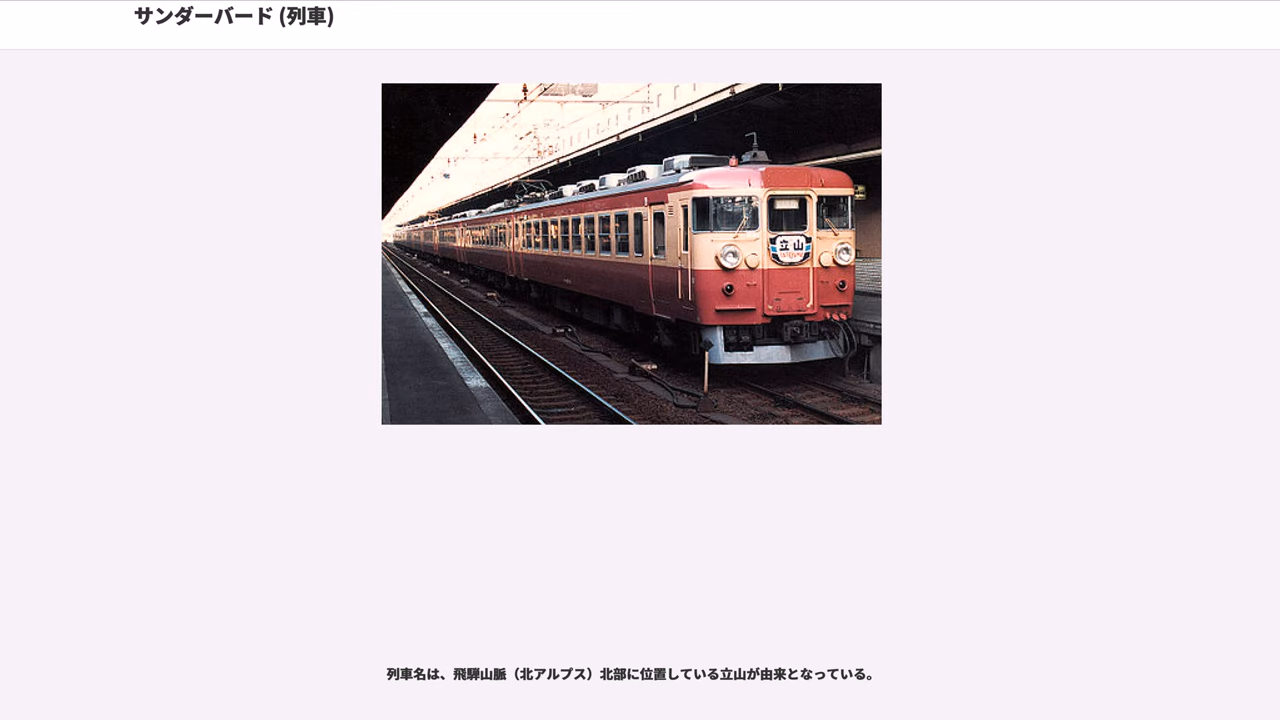 サンダーバード (列車)
立山
列車名は、飛騨山脈（北アルプス）北部に位置している立山が由来となっている。